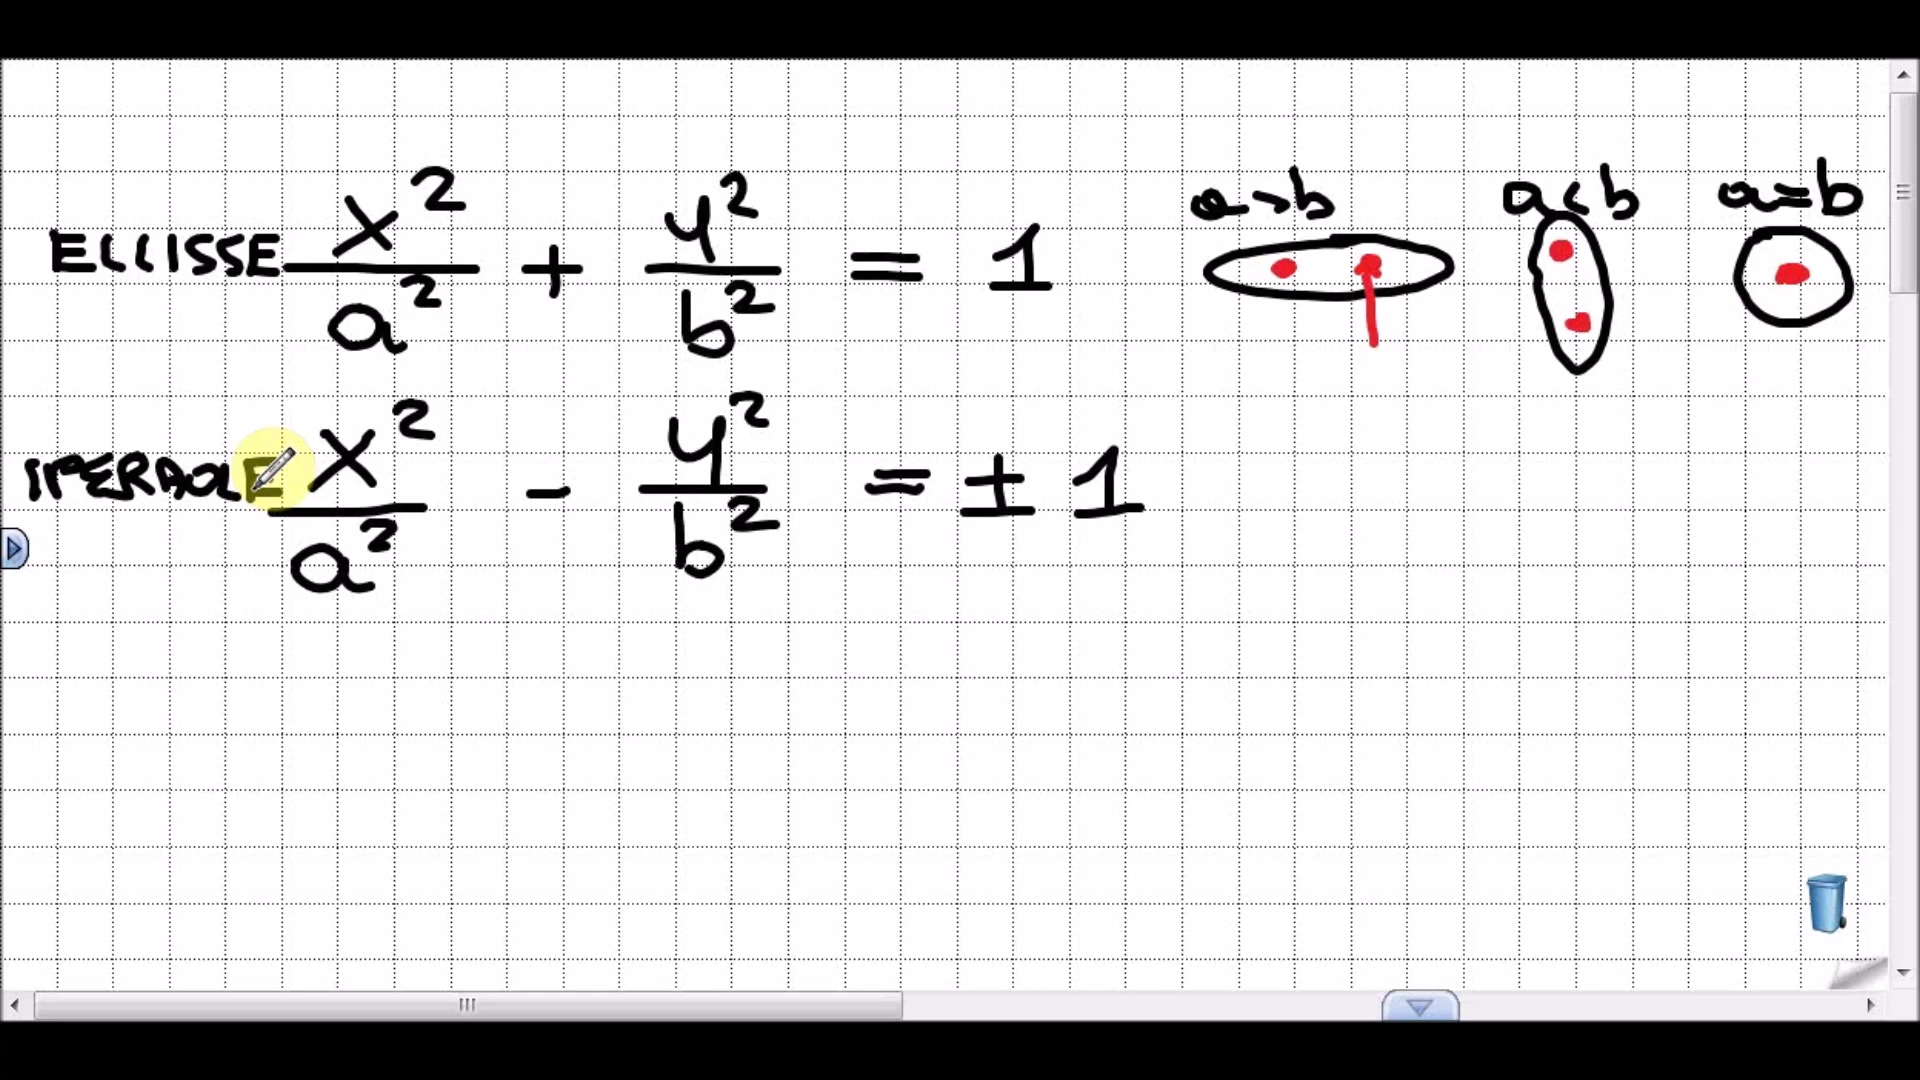 ELLISSE x²/a² + y²/b² = 1 a>b a<b a=b
IPERBOLE x²/a² - y²/b² = ± 1